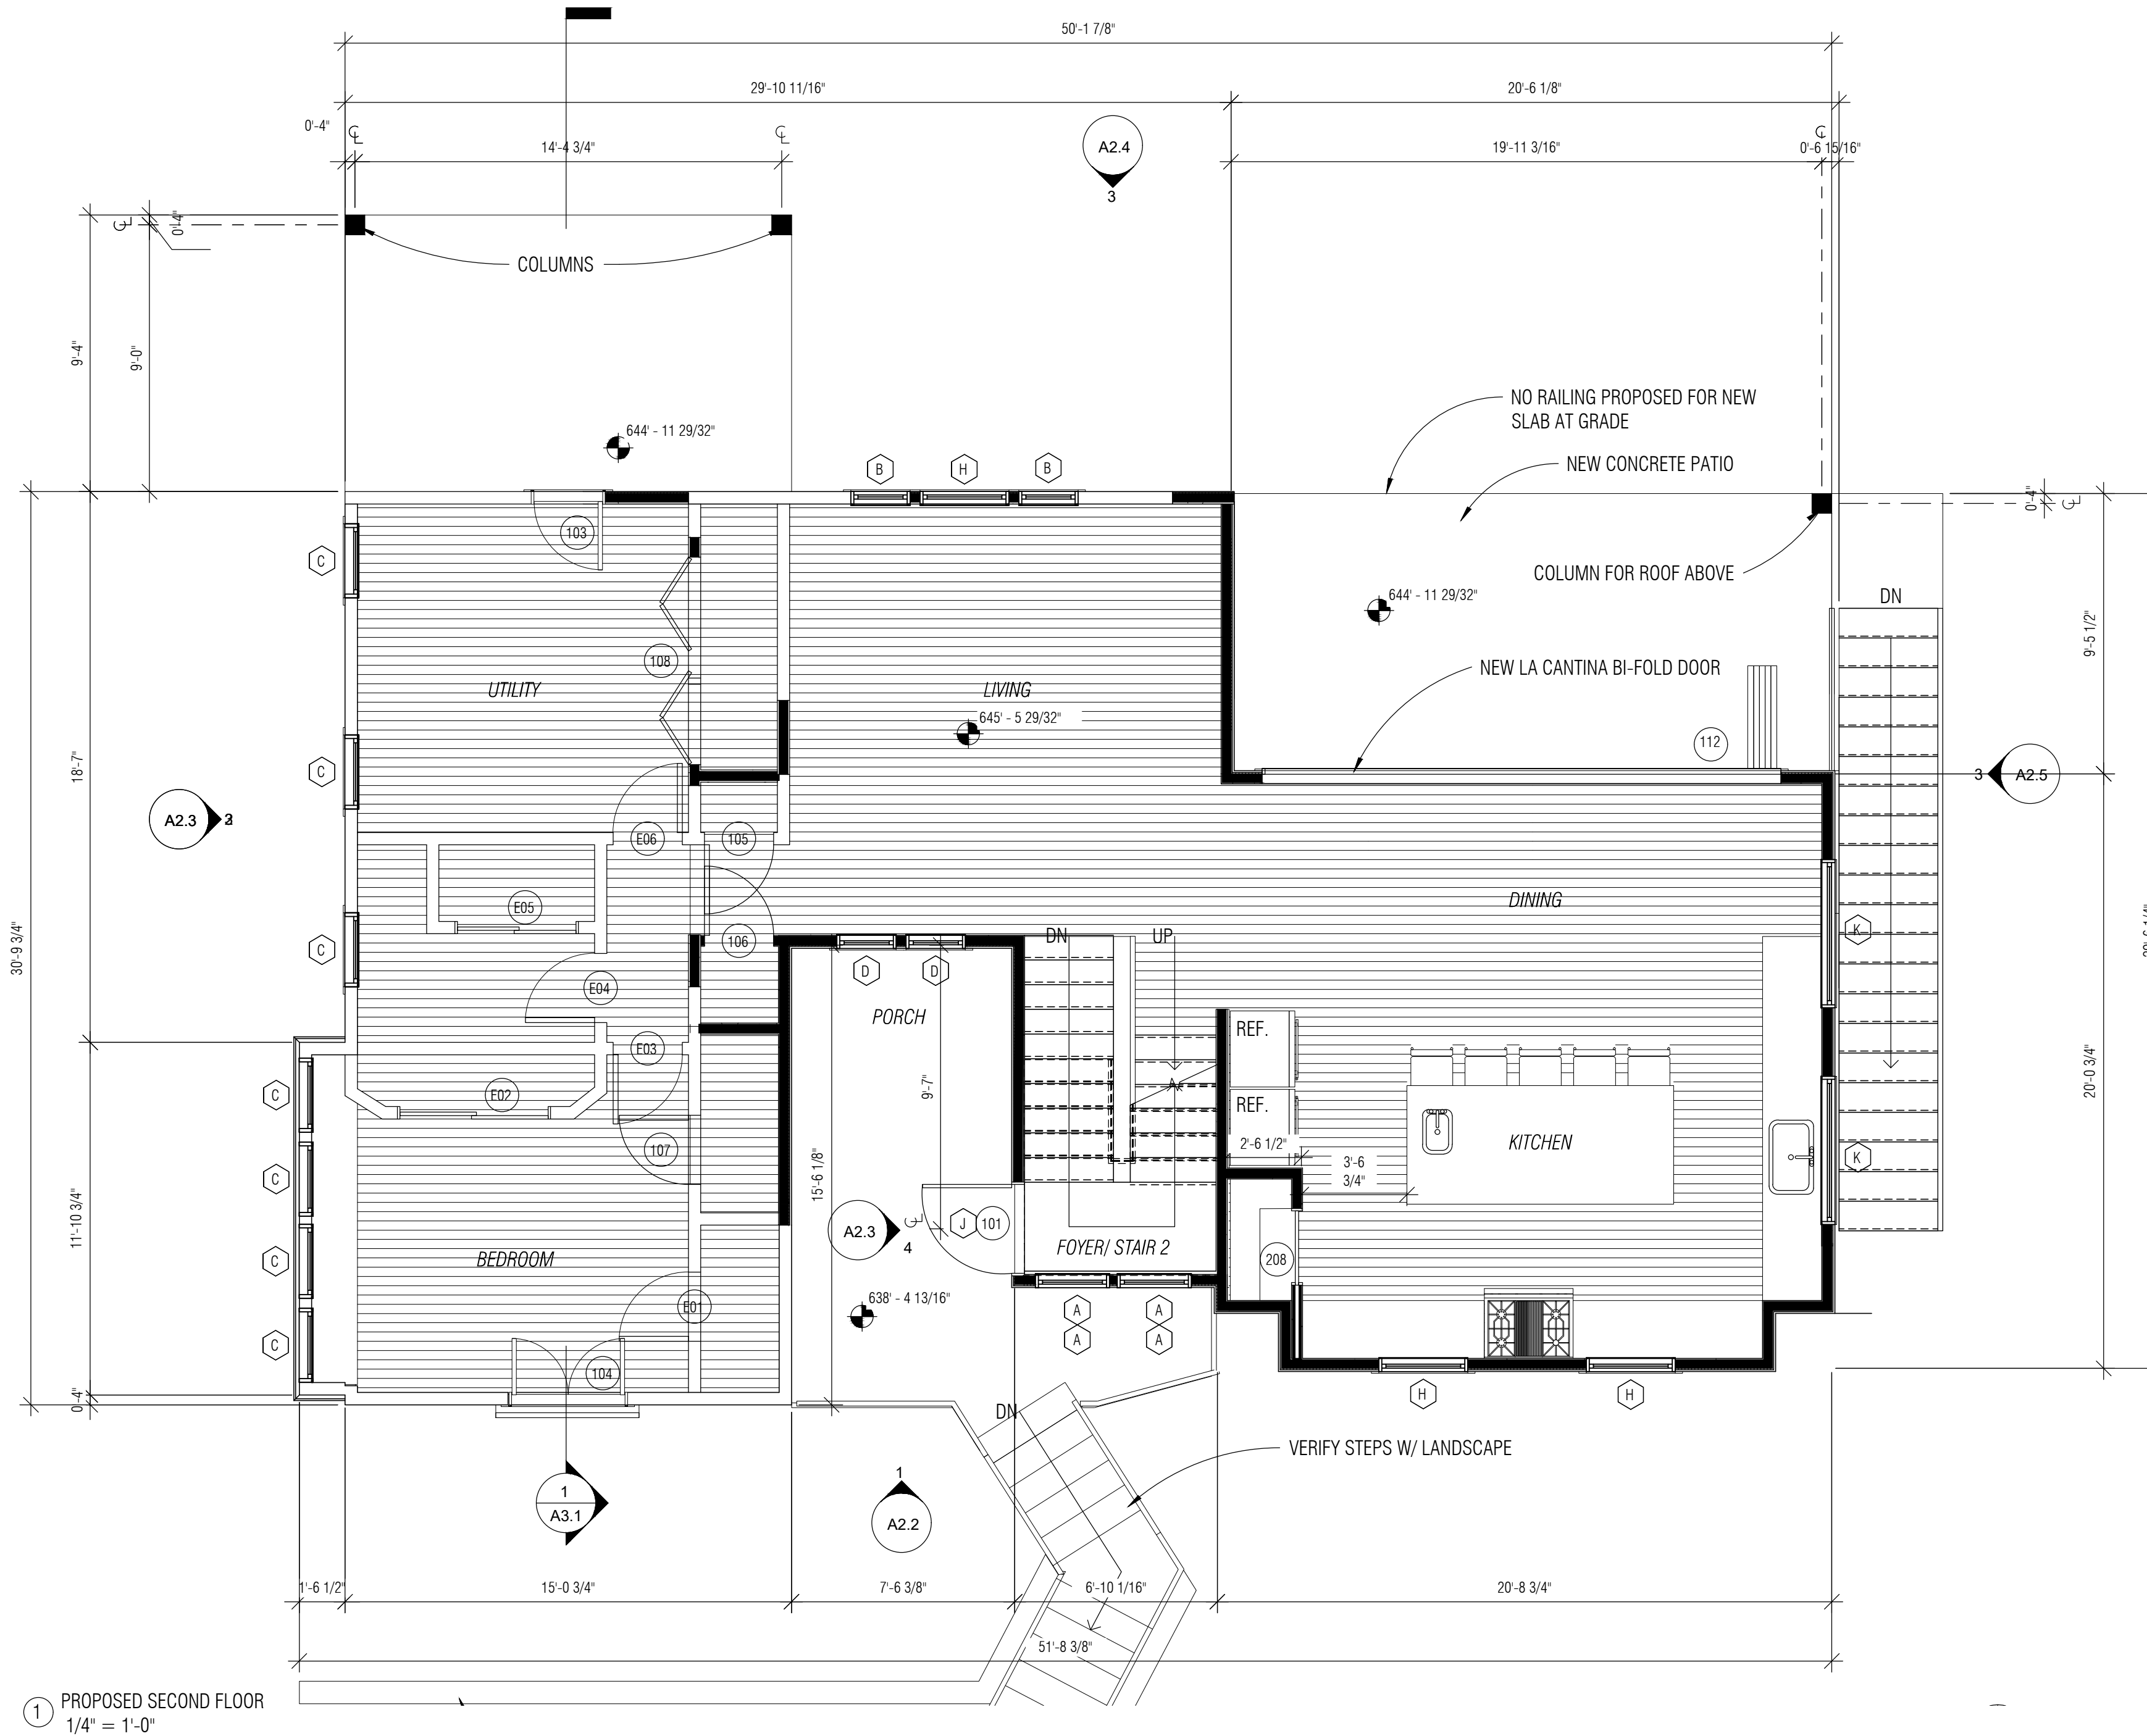 50'-1 7/8"
29'-10 11/16"
20'-6 1/8"
0'-4"
14'-4 3/4"
19'-11 3/16"
0'-6 15/16"
A2.4
3
0'-4"
COLUMNS
9'-4"
9'-0"
NO RAILING PROPOSED FOR NEW
SLAB AT GRADE
644' - 11 29/32"
NEW CONCRETE PATIO
B
H
B
0'-4"
103
C
COLUMN FOR ROOF ABOVE
644' - 11 29/32"
DN
9'-5 1/2"
108
UTILITY
LIVING
NEW LA CANTINA BI-FOLD DOOR
645' - 5 29/32"
112
18'-7"
C
3
A2.5
A2.3
E06
105
E05
DINING
30'-9 3/4"
C
106
DN
UP
K
D
D
E04
PORCH
REF.
E03
C
E02
9'-7"
REF.
20'-0 3/4"
2'-6 1/2"
KITCHEN
107
K
C
15'-6 1/8"
3'-6
3/4"
11'-10 3/4"
A2.3
4
J
101
BEDROOM
FOYER/ STAIR 2
208
C
E01
638' - 4 13/16"
A
A
A
A
C
104
H
H
0'-4"
DN
VERIFY STEPS W/ LANDSCAPE
1
A3.1
1
A2.2
1'-6 1/2"
15'-0 3/4"
7'-6 3/8"
6'-10 1/16"
20'-8 3/4"
51'-8 3/8"
1
PROPOSED SECOND FLOOR
1/4" = 1'-0"